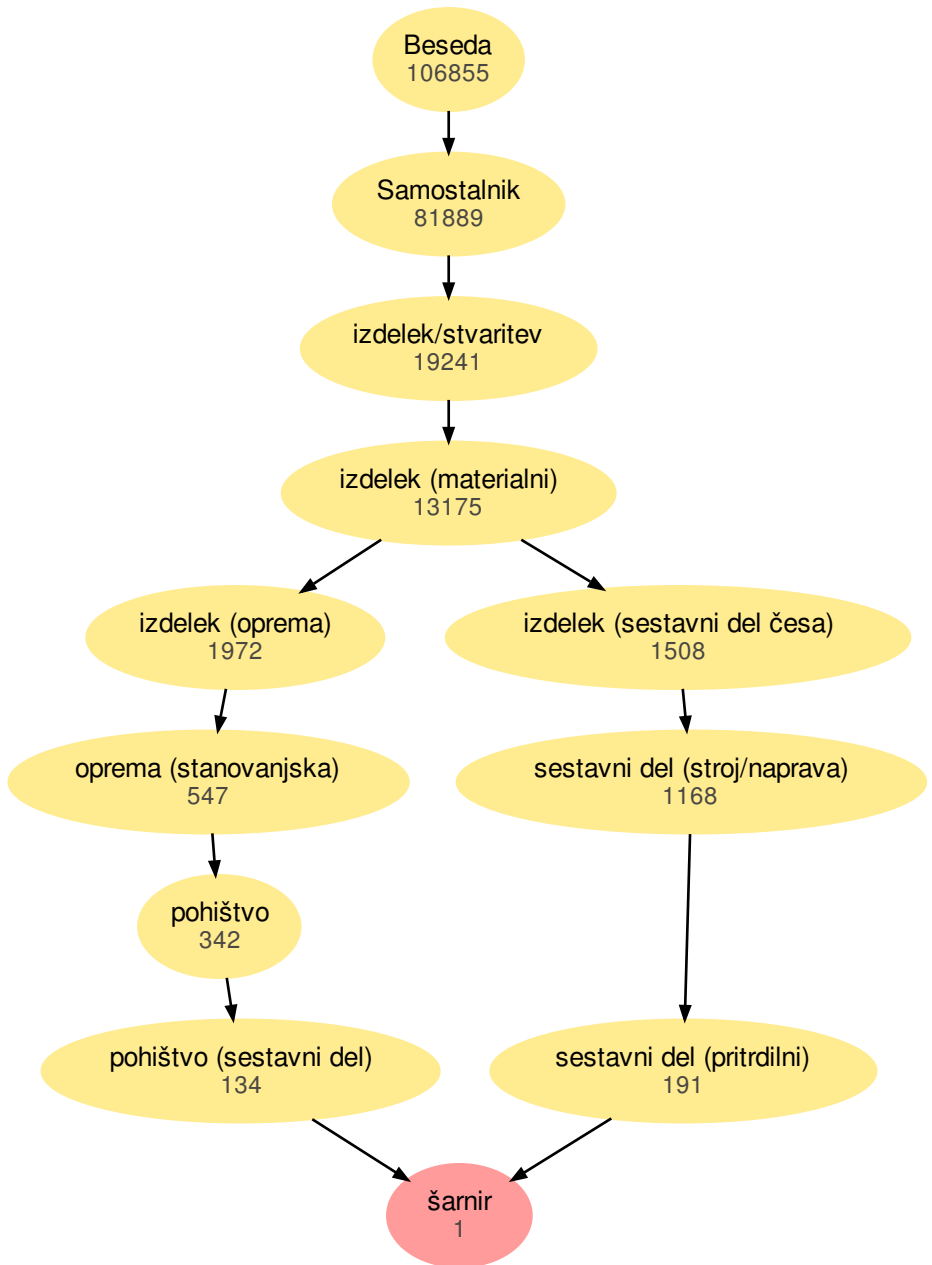 Beseda
106855
Samostalnik
81889
izdelek/stvaritev
19241
izdelek (materialni)
13175
izdelek (oprema)
1972
izdelek (sestavni del česa)
1508
oprema (stanovanjska)
547
sestavni del (stroj/naprava)
1168
pohištvo
342
pohištvo (sestavni del)
134
sestavni del (pritrdilni)
191
šarnir
1